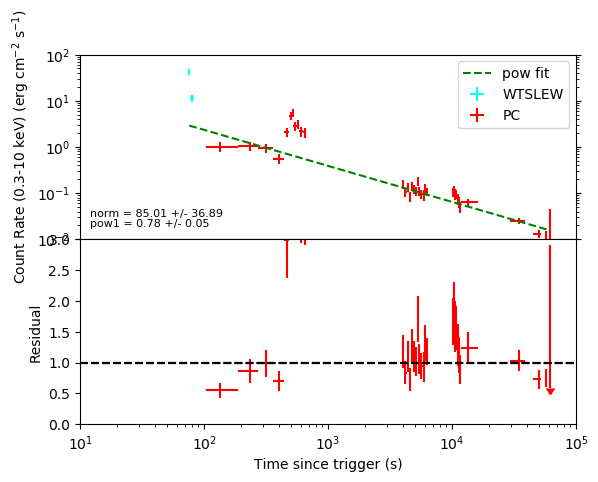 Count Rate (0.3-10 keV) (erg cm⁻² s⁻¹)
10²
10¹
10⁰
10⁻¹
10⁻²
pow fit
WTSLEW
PC
norm = 85.01 +/- 36.89
pow1 = 0.78 +/- 0.05
Residual
3.0
2.5
2.0
1.5
1.0
0.5
0.0
10¹ 10² 10³ 10⁴ 10⁵
Time since trigger (s)